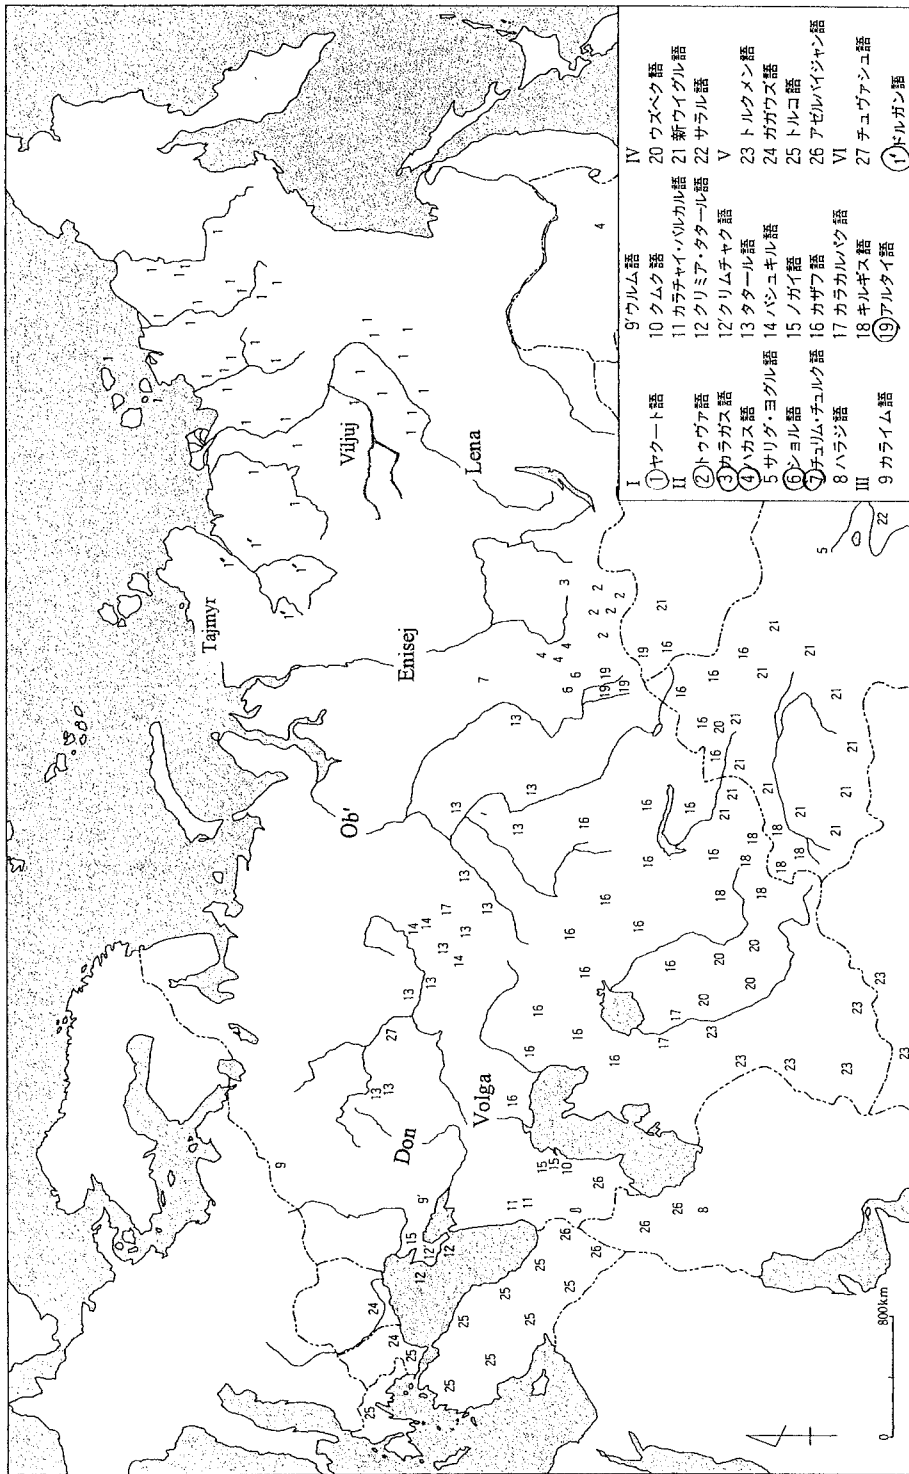 Tajmyr
Viljuj
Lena
Enisej
Ob'
Volga
Don
0 800km
I
① ヤクート語
II
② トゥヴァ語
③ カラガス語
④ ハカス語
5 サリグ・ヨグル語
⑥ ショル語
⑦ チュリム・チュルク語
8 ハラジ語
III
9 カライム語
9' ウルム語
10 クムク語
11 カラチャイ・バルカル語
12 クリミア・タタール語
12' クリムチャク語
13 タタール語
14 バシュキル語
15 ノガイ語
16 カザフ語
17 カラカルパク語
18 キルギス語
⑲ アルタイ語
IV
20 ウズベク語
21 新ウイグル語
22 サラル語
V
23 トルクメン語
24 ガガウズ語
25 トルコ語
26 アゼルバイジャン語
VI
27 チュヴァシュ語
1' ドルガン語